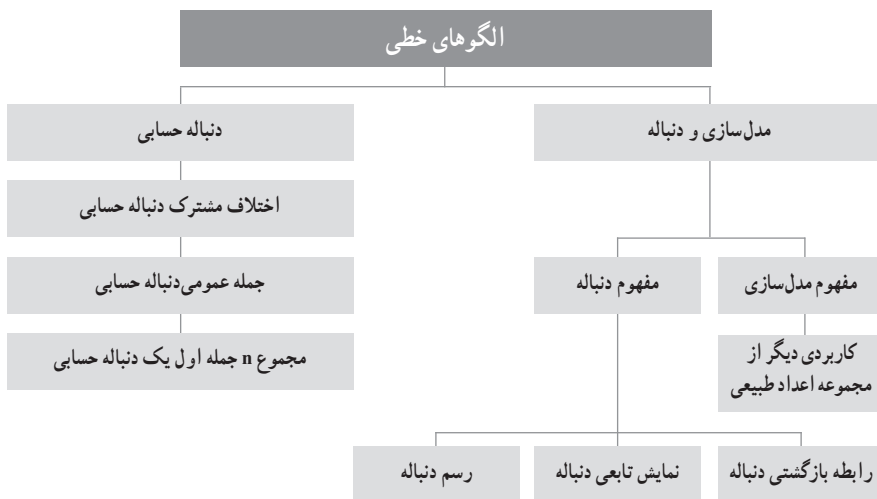 الگوهای خطی
مدل‌سازی و دنباله
دنباله حسابی
اختلاف مشترک دنباله حسابی
مفهوم مدل‌سازی
مفهوم دنباله
جمله عمومی‌دنباله حسابی
کاربردی دیگر از
مجموعه اعداد طبیعی
مجموع n جمله اول یک دنباله حسابی
رابطه بازگشتی دنباله
نمایش تابعی دنباله
رسم دنباله